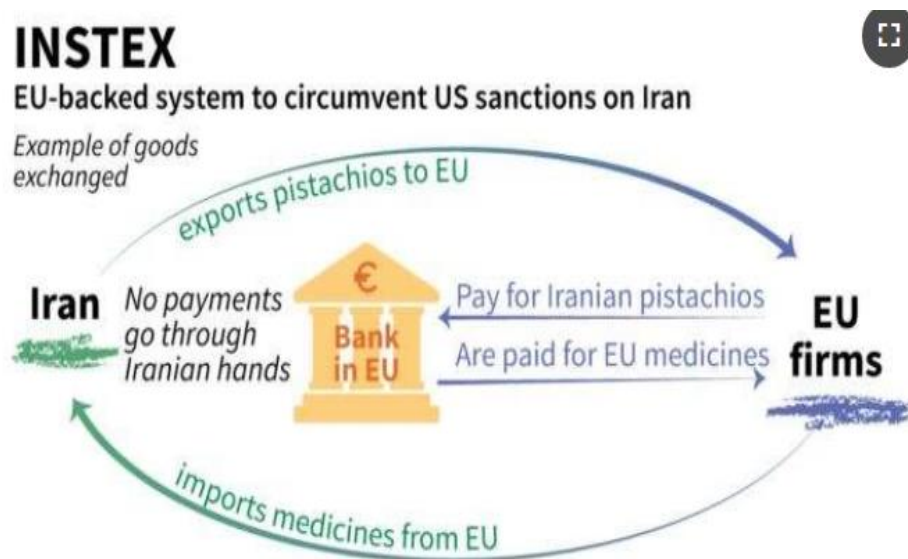 INSTEX
EU-backed system to circumvent US sanctions on Iran
Example of goods
exchanged
exports pistachios to EU
Iran
No payments
go through
Iranian hands
€
Bank
in EU
Pay for Iranian pistachios
Are paid for EU medicines
EU
firms
imports medicines from EU